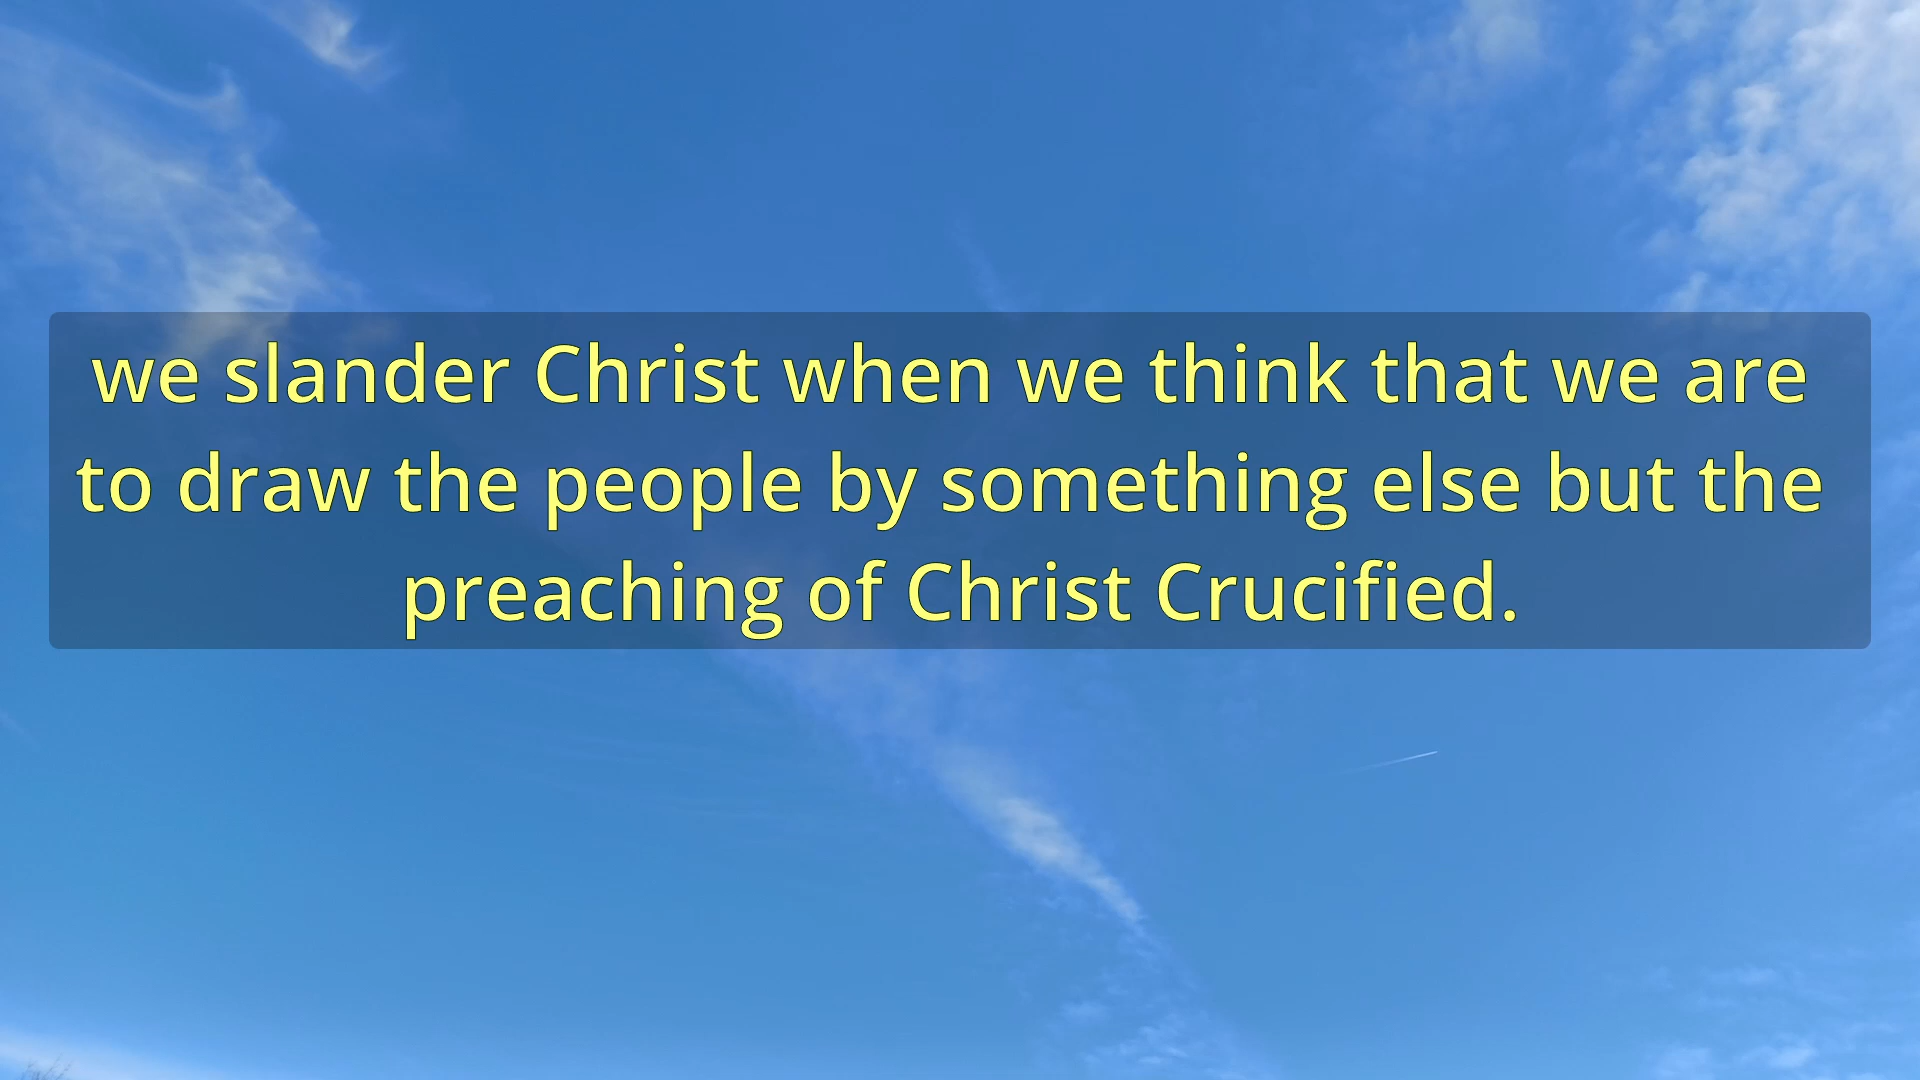 we slander Christ when we think that we are
to draw the people by something else but the
preaching of Christ Crucified.